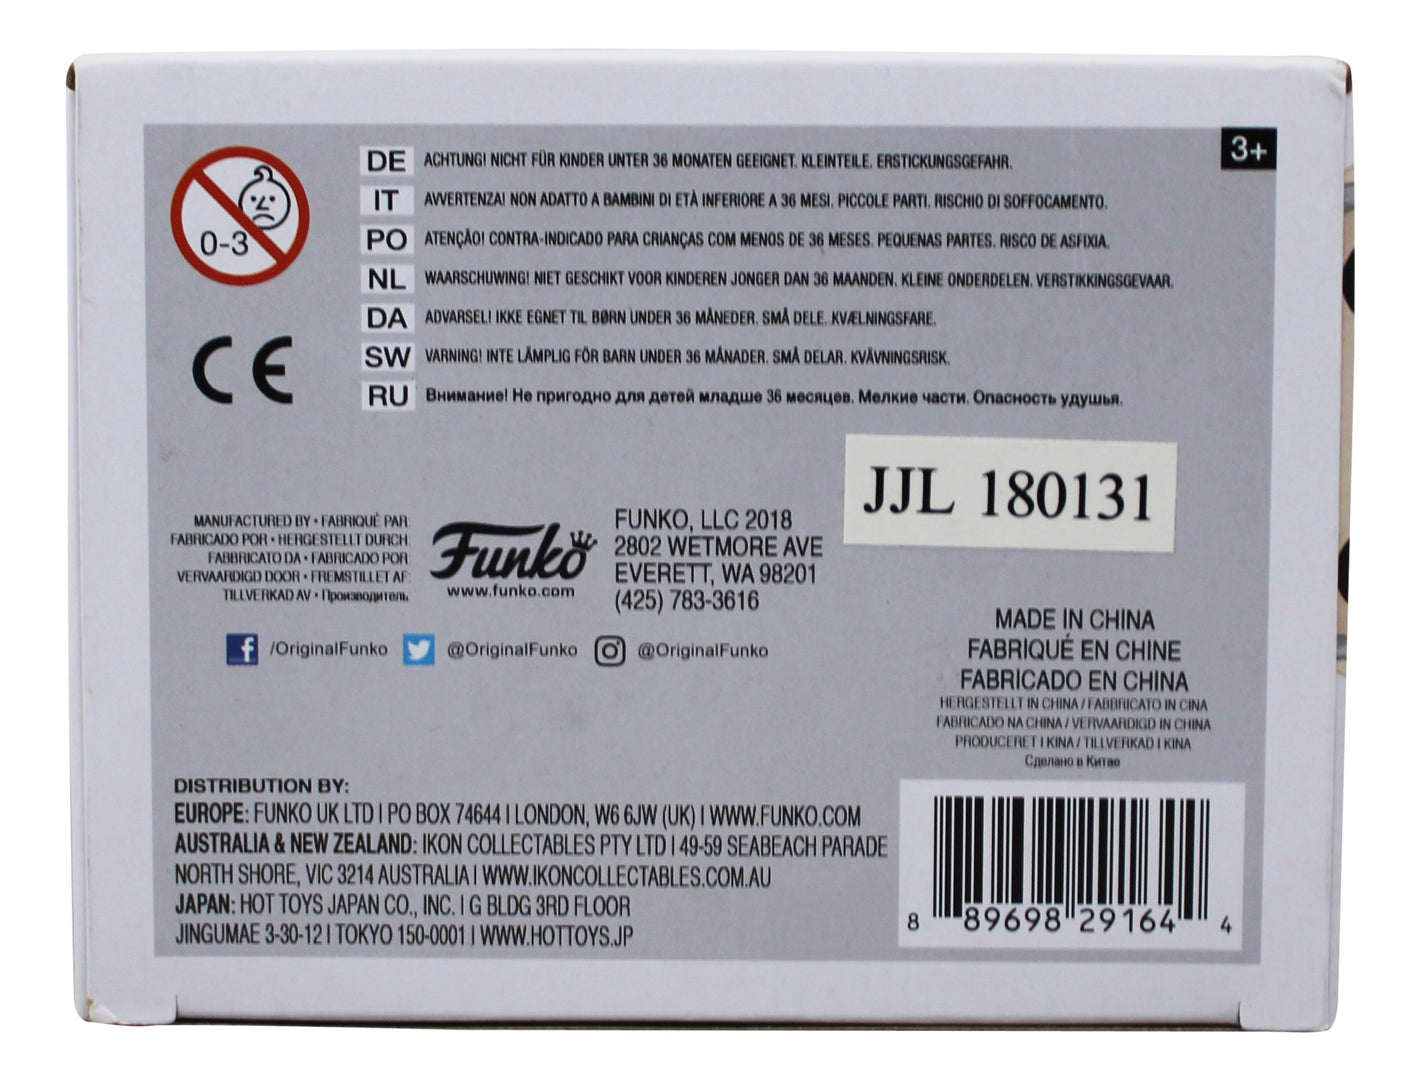 3+
0-3
DE ACHTUNG! NICHT FÜR KINDER UNTER 36 MONATEN GEEIGNET. KLEINTEILE. ERSTICKUNGSGEFAHR.
IT AVVERTENZA! NON ADATTO A BAMBINI DI ETÀ INFERIORE A 36 MESI. PICCOLE PARTI. RISCHIO DI SOFFOCAMENTO.
PO ATENÇÃO! CONTRA-INDICADO PARA CRIANÇAS COM MENOS DE 36 MESES. PEQUENAS PARTES. RISCO DE ASFIXIA.
NL WAARSCHUWING! NIET GESCHIKT VOOR KINDEREN JONGER DAN 36 MAANDEN. KLEINE ONDERDELEN. VERSTIKKINGSGEVAAR.
DA ADVARSEL! IKKE EGNET TIL BØRN UNDER 36 MÅNEDER. SMÅ DELE. KVÆLNINGSFARE.
SW VARNING! INTE LÄMPLIG FÖR BARN UNDER 36 MÅNADER. SMÅ DELAR. KVÄVNINGSRISK.
RU Внимание! Не пригодно для детей младше 36 месяцев. Мелкие части. Опасность удушья.
CE
JJL 180131
MANUFACTURED BY • FABRIQUÉ PAR:
FABRICADO POR • HERGESTELLT DURCH:
FABBRICATO DA • FABRICADO POR:
VERVAARDIGD DOOR • FREMSTILLET AF:
TILLVERKAD AV • Производитель
Funko
www.funko.com
FUNKO, LLC 2018
2802 WETMORE AVE
EVERETT, WA 98201
(425) 783-3616
/OriginalFunko @OriginalFunko @OriginalFunko
MADE IN CHINA
FABRIQUÉ EN CHINE
FABRICADO EN CHINA
HERGESTELLT IN CHINA / FABBRICATO IN CINA
FABRICADO NA CHINA / VERVAARDIGD IN CHINA
PRODUCERET I KINA / TILLVERKAD I KINA
Сделано в Китае
DISTRIBUTION BY:
EUROPE: FUNKO UK LTD | PO BOX 74644 | LONDON, W6 6JW (UK) | WWW.FUNKO.COM
AUSTRALIA & NEW ZEALAND: IKON COLLECTABLES PTY LTD | 49-59 SEABEACH PARADE
NORTH SHORE, VIC 3214 AUSTRALIA | WWW.IKONCOLLECTABLES.COM.AU
JAPAN: HOT TOYS JAPAN CO., INC. | G BLDG 3RD FLOOR
JINGUMAE 3-30-12 | TOKYO 150-0001 | WWW.HOTTOYS.JP
8 89698 29164 4